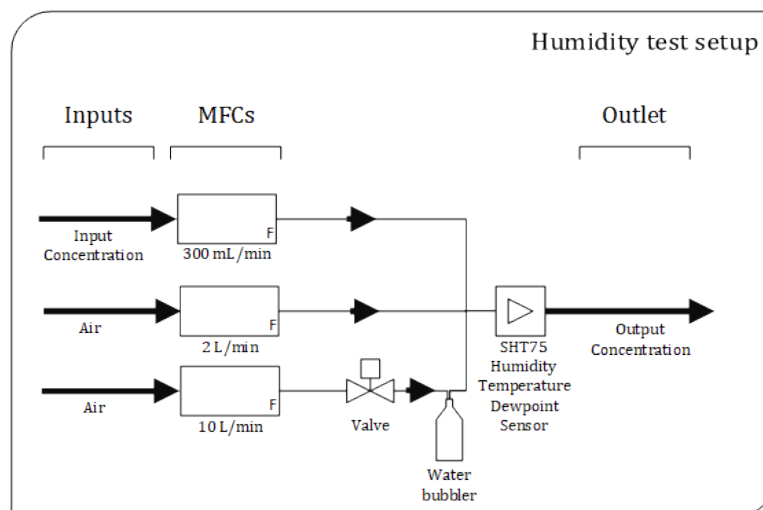 Humidity test setup
Inputs
MFCs
Outlet
F
Input
Concentration
300 mL/min
F
Air
2 L/min
SHT75
Humidity
Temperature
Dewpoint
Sensor
Output
Concentration
F
Air
10 L/min
Valve
Water
bubbler